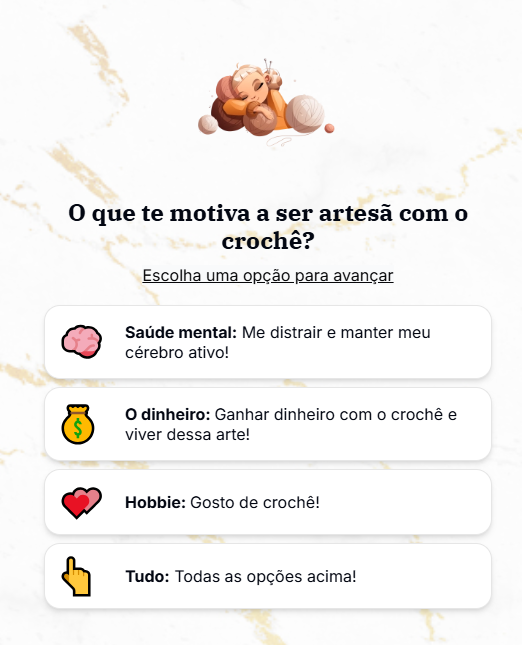 O que te motiva a ser artesã com o
crochê?
Escolha uma opção para avançar
Saúde mental: Me distrair e manter meu
cérebro ativo!
O dinheiro: Ganhar dinheiro com o crochê e
viver dessa arte!
Hobbie: Gosto de crochê!
Tudo: Todas as opções acima!